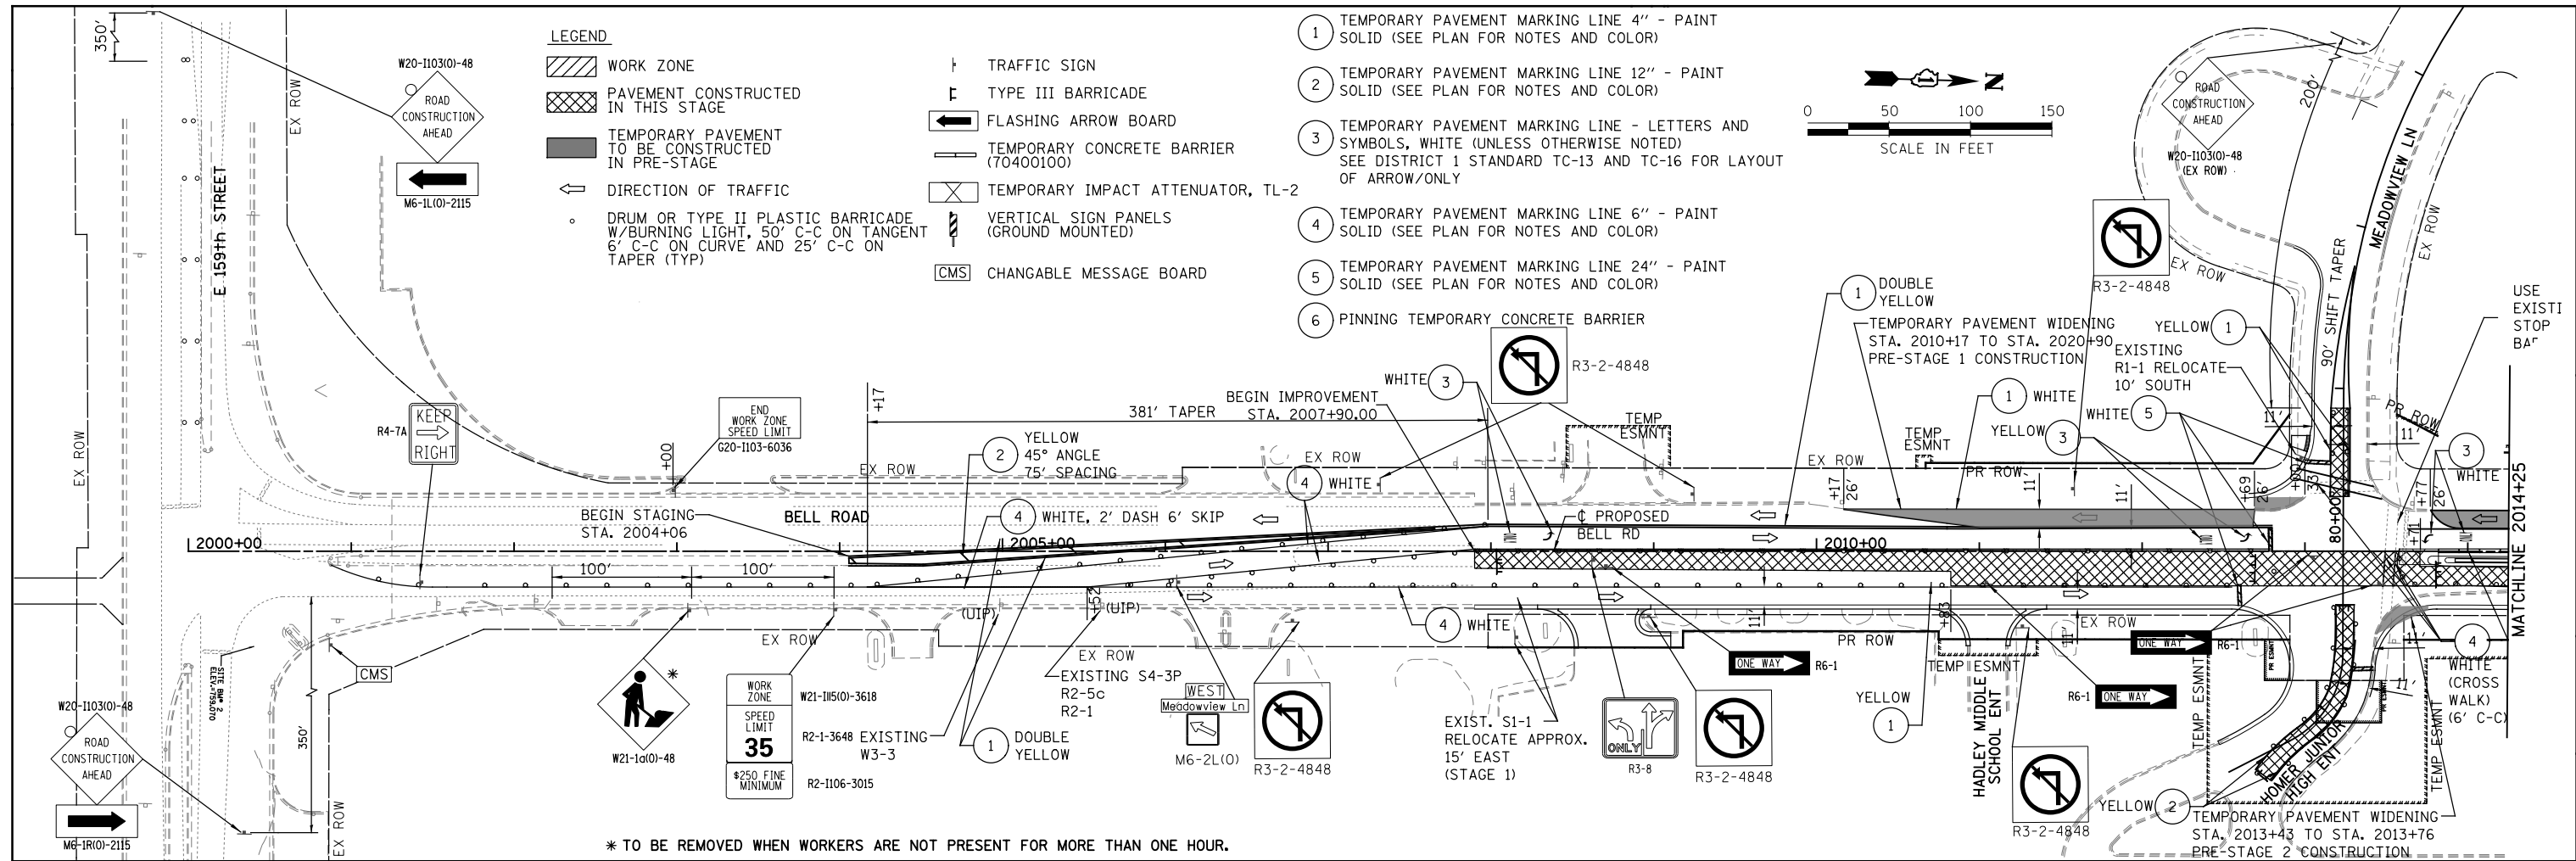 350'
W20-I103(0)-48
ROAD
CONSTRUCTION
AHEAD
M6-1L(0)-2115
EX ROW
EX ROW
E 159th STREET
LEGEND
WORK ZONE
PAVEMENT CONSTRUCTED
IN THIS STAGE
TEMPORARY PAVEMENT
TO BE CONSTRUCTED
IN PRE-STAGE
DIRECTION OF TRAFFIC
DRUM OR TYPE II PLASTIC BARRICADE
W/BURNING LIGHT, 50' C-C ON TANGENT
6' C-C ON CURVE AND 25' C-C ON
TAPER (TYP)
TRAFFIC SIGN
TYPE III BARRICADE
FLASHING ARROW BOARD
TEMPORARY CONCRETE BARRIER
(70400100)
TEMPORARY IMPACT ATTENUATOR, TL-2
VERTICAL SIGN PANELS
(GROUND MOUNTED)
CMS CHANGABLE MESSAGE BOARD
1 TEMPORARY PAVEMENT MARKING LINE 4" - PAINT
SOLID (SEE PLAN FOR NOTES AND COLOR)
2 TEMPORARY PAVEMENT MARKING LINE 12" - PAINT
SOLID (SEE PLAN FOR NOTES AND COLOR)
3 TEMPORARY PAVEMENT MARKING LINE - LETTERS AND
SYMBOLS, WHITE (UNLESS OTHERWISE NOTED)
SEE DISTRICT 1 STANDARD TC-13 AND TC-16 FOR LAYOUT
OF ARROW/ONLY
4 TEMPORARY PAVEMENT MARKING LINE 6" - PAINT
SOLID (SEE PLAN FOR NOTES AND COLOR)
5 TEMPORARY PAVEMENT MARKING LINE 24" - PAINT
SOLID (SEE PLAN FOR NOTES AND COLOR)
6 PINNING TEMPORARY CONCRETE BARRIER
N
0 50 100 150
SCALE IN FEET
ROAD
CONSTRUCTION
AHEAD
W20-I103(0)-48
(EX ROW)
200'
MEADOWVIEW LN
EX ROW
EX ROW
90' SHIFT TAPER
R3-2-4848
USE
EXISTI
STOP
1 DOUBLE
YELLOW
TEMPORARY PAVEMENT WIDENING
STA. 2010+17 TO STA. 2020+90
PRE-STAGE 1 CONSTRUCTION
YELLOW 1
EXISTING
R1-1 RELOCATE
10' SOUTH
1 WHITE
WHITE 5
YELLOW 3
R3-2-4848
WHITE 3
BEGIN IMPROVEMENT
STA. 2007+90.00
381' TAPER
+17
KEEP
RIGHT
R4-7A
END
WORK ZONE
SPEED LIMIT
G20-I103-6036
+00
2 YELLOW
45° ANGLE
75' SPACING
EX ROW
EX ROW
EX ROW
TEMP
ESMNT
TEMP
ESMNT
PR ROW
PR ROW
11'
11'
3
WHITE
4 WHITE
4 WHITE, 2' DASH 6' SKIP
BEGIN STAGING
STA. 2004+06
BELL ROAD
+17
26'
11'
11'
+69
26'
+60
33'
+77
26'
℄ PROPOSED
BELL RD
2000+00
2005+00
2010+00
80+00
+41
MATCHLINE 2014+25
EX ROW
100'
100'
(UIP)
+52
(UIP)
4 WHITE
11'
+83
11'
EX ROW
EX ROW
EX ROW
PR ROW
TEMP ESMNT
ONE WAY R6-1
ONE WAY R6-1
R6-1 ONE WAY
11'
4
WHITE
(CROSS
WALK)
(6' C-C)
PR ESMNT
PR ESMNT
11'
CMS
SITE BM# 2
ELEV.=759.070
350'
W20-I103(0)-48
ROAD
CONSTRUCTION
AHEAD
M6-1R(0)-2115
EX ROW
*
W21-1a(0)-48
WORK
ZONE
SPEED
LIMIT
35
$250 FINE
MINIMUM
W21-I115(0)-3618
R2-1-3648
R2-I106-3015
EXISTING
W3-3
EXISTING S4-3P
R2-5c
R2-1
1 DOUBLE
YELLOW
WEST
Meadowview Ln
M6-2L(O)
R3-2-4848
EXIST. S1-1
RELOCATE APPROX.
15' EAST
(STAGE 1)
ONLY
R3-8
R3-2-4848
YELLOW
1
HADLEY MIDDLE
SCHOOL ENT
R3-2-4848
TEMP ESMNT
HOMER JUNIOR
HIGH ENT
TEMP ESMNT
YELLOW 2
TEMPORARY PAVEMENT WIDENING
STA. 2013+43 TO STA. 2013+76
PRE-STAGE 2 CONSTRUCTION
* TO BE REMOVED WHEN WORKERS ARE NOT PRESENT FOR MORE THAN ONE HOUR.